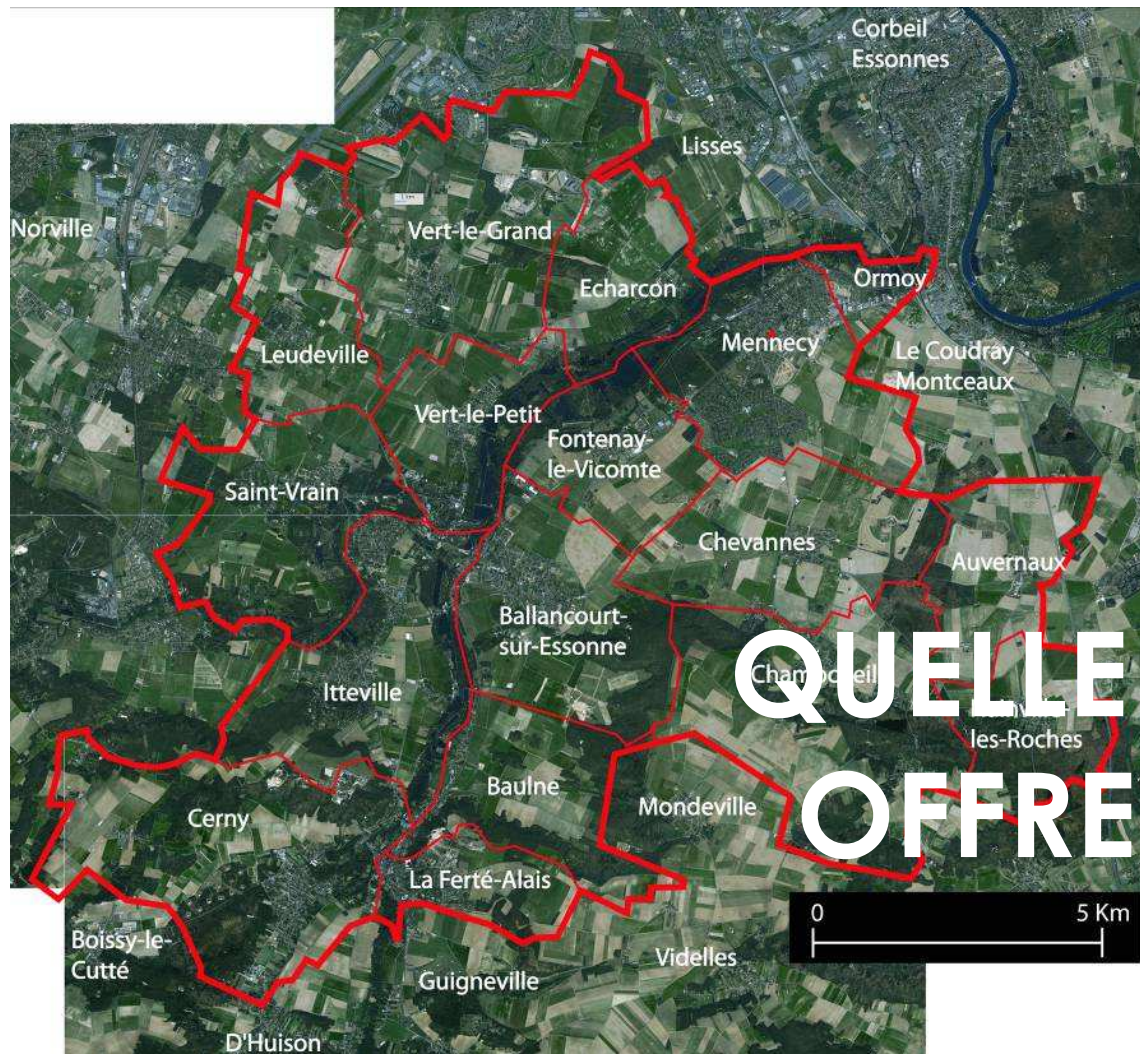 Corbeil
Essonnes
Lisses
Norville
Vert-le-Grand
Echarcon
Ormoy
Mennecy
Leudeville
Le Coudray
Montceaux
Vert-le-Petit
Fontenay-
le-Vicomte
Saint-Vrain
Chevannes
Auvernaux
Ballancourt-
sur-Essonne
QUELLE
Itteville
les-Roches
Baulne
Mondeville
OFFRE
Cerny
La Ferté-Alais
0 5 Km
Boissy-le-
Cutté
Videlles
Guigneville
D'Huison